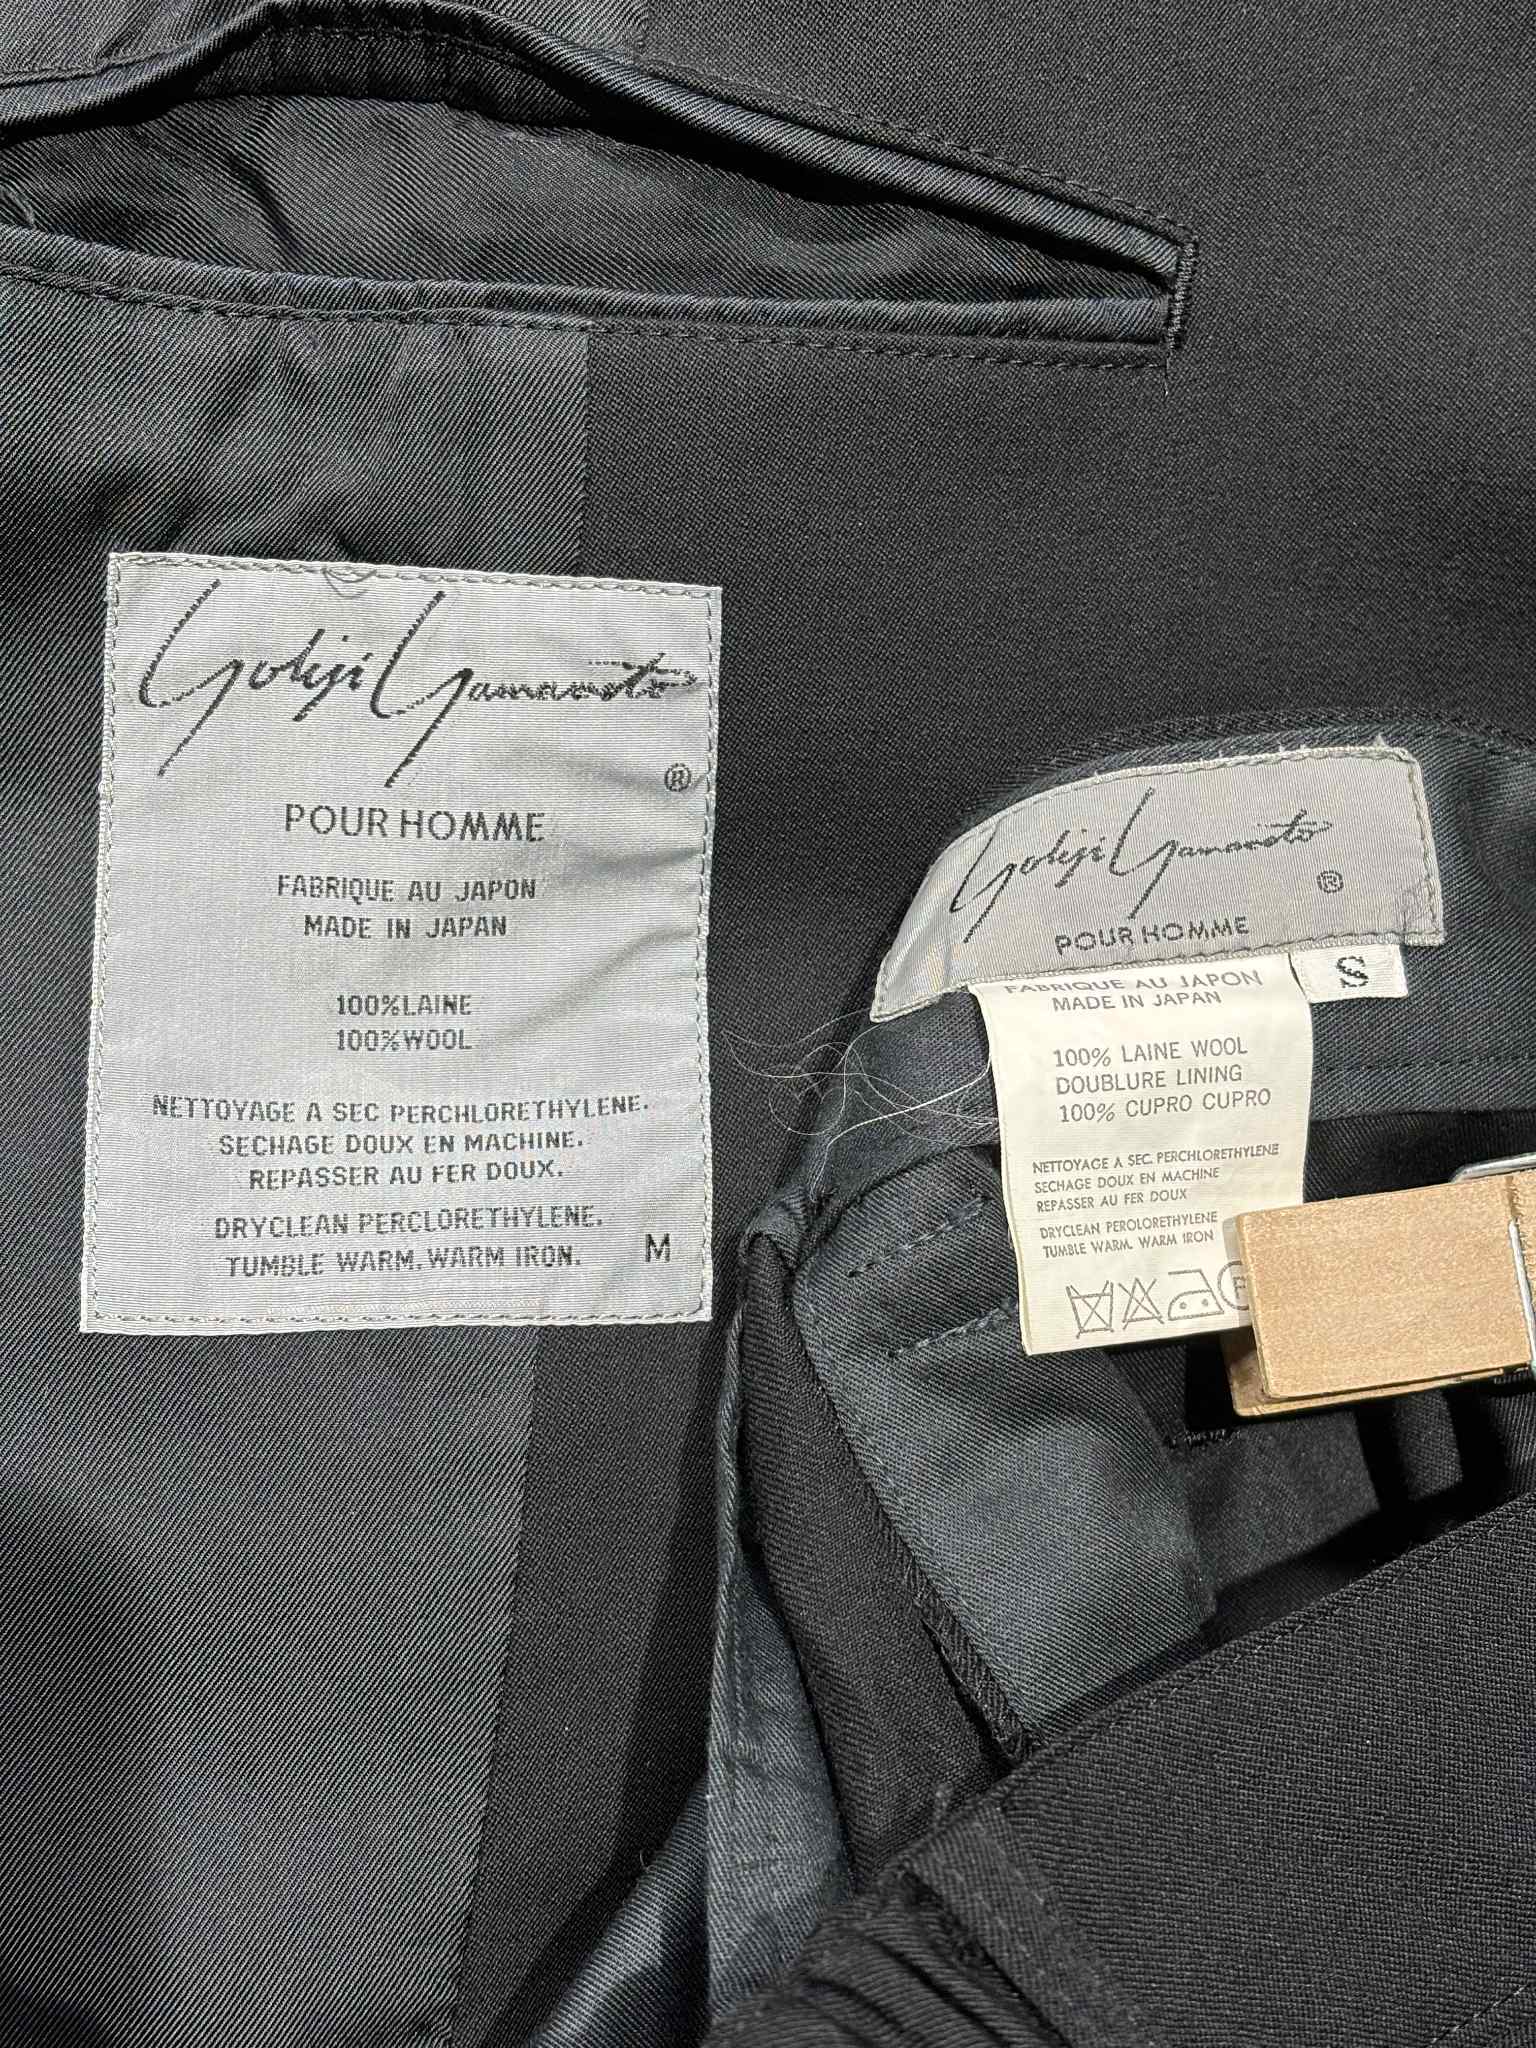 Yohji Yamamoto
®
POUR HOMME
FABRIQUE AU JAPON
MADE IN JAPAN
100%LAINE
100%WOOL
NETTOYAGE A SEC PERCHLORETHYLENE.
SECHAGE DOUX EN MACHINE.
REPASSER AU FER DOUX.
DRYCLEAN PERCLORETHYLENE.
TUMBLE WARM. WARM IRON.
M
Yohji Yamamoto
®
POUR HOMME
S
FABRIQUE AU JAPON
MADE IN JAPAN
100% LAINE WOOL
DOUBLURE LINING
100% CUPRO CUPRO
NETTOYAGE A SEC. PERCHLORETHYLENE
SECHAGE DOUX EN MACHINE
REPASSER AU FER DOUX
DRYCLEAN PEROLORETHYLENE
TUMBLE WARM. WARM IRON